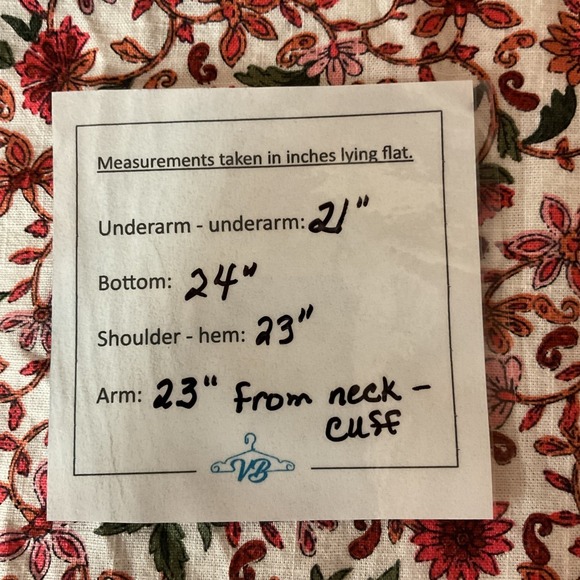 Measurements taken in inches lying flat.
Underarm - underarm: 21"
Bottom: 24"
Shoulder - hem: 23"
Arm: 23" from neck -
cuff
VB